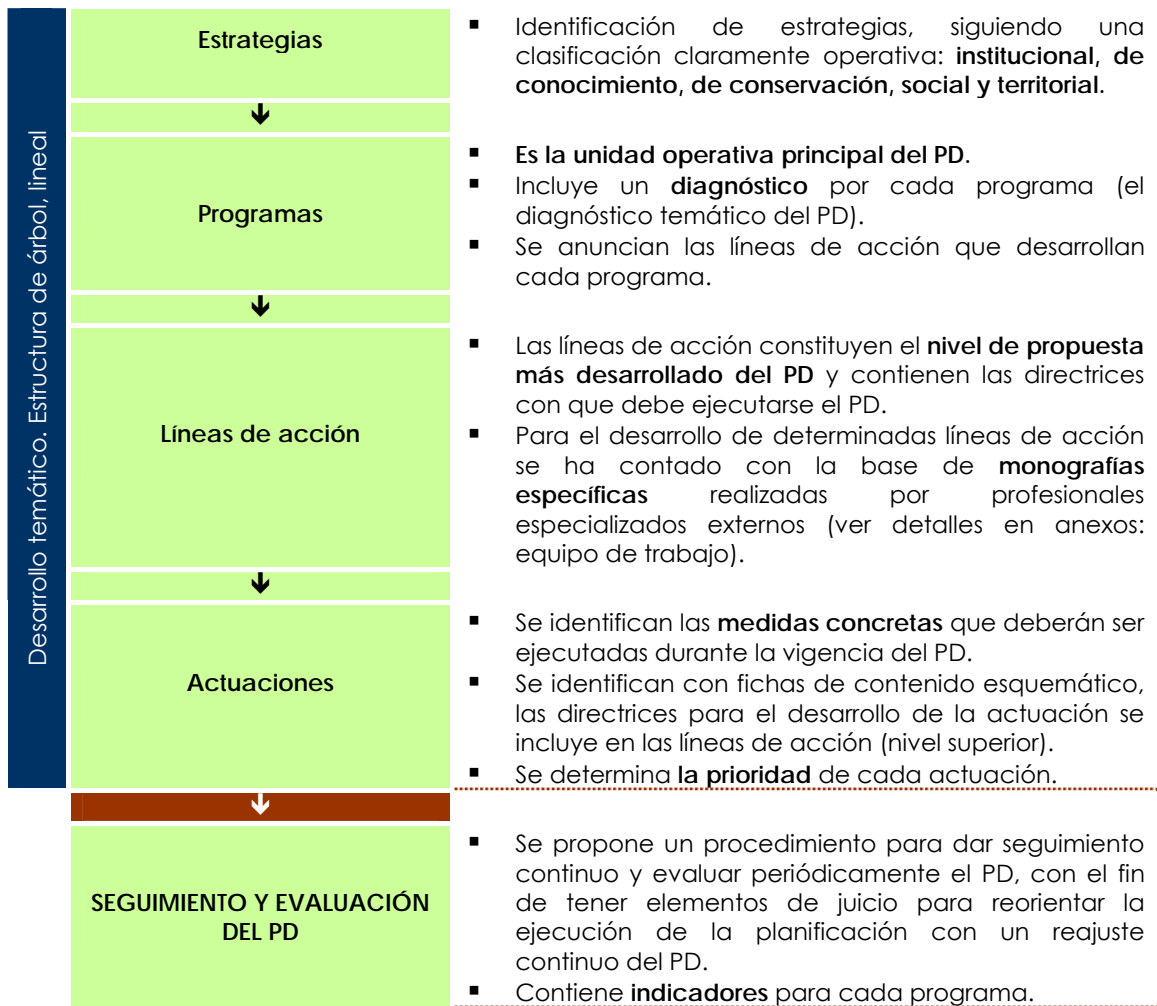 Desarrollo temático. Estructura de árbol, lineal
Estrategias
▪ Identificación de estrategias, siguiendo una
clasificación claramente operativa: institucional, de
conocimiento, de conservación, social y territorial.
↓
Programas
▪ Es la unidad operativa principal del PD.
▪ Incluye un diagnóstico por cada programa (el
diagnóstico temático del PD).
▪ Se anuncian las líneas de acción que desarrollan
cada programa.
↓
Líneas de acción
▪ Las líneas de acción constituyen el nivel de propuesta
más desarrollado del PD y contienen las directrices
con que debe ejecutarse el PD.
▪ Para el desarrollo de determinadas líneas de acción
se ha contado con la base de monografías
específicas realizadas por profesionales
especializados externos (ver detalles en anexos:
equipo de trabajo).
↓
Actuaciones
▪ Se identifican las medidas concretas que deberán ser
ejecutadas durante la vigencia del PD.
▪ Se identifican con fichas de contenido esquemático,
las directrices para el desarrollo de la actuación se
incluye en las líneas de acción (nivel superior).
▪ Se determina la prioridad de cada actuación.
↓
SEGUIMIENTO Y EVALUACIÓN
DEL PD
▪ Se propone un procedimiento para dar seguimiento
continuo y evaluar periódicamente el PD, con el fin
de tener elementos de juicio para reorientar la
ejecución de la planificación con un reajuste
continuo del PD.
▪ Contiene indicadores para cada programa.